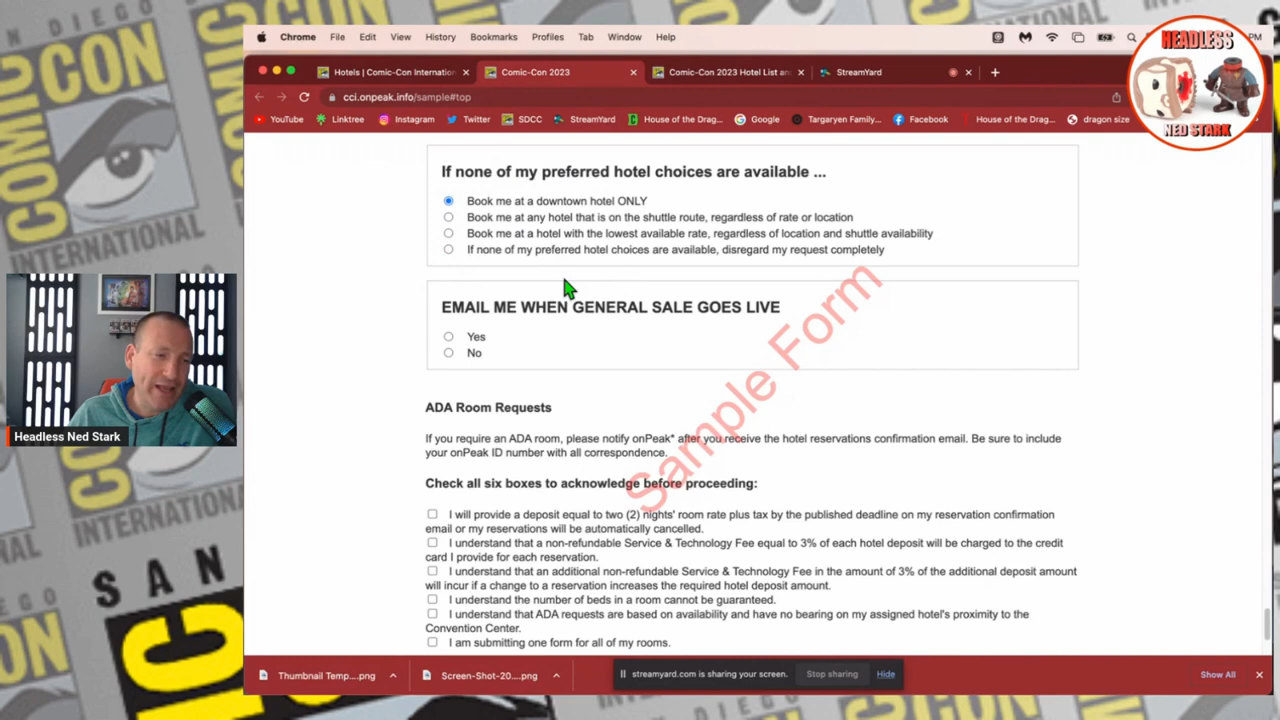 Chrome File Edit View History Bookmarks Profiles Tab Window Help
Hotels | Comic-Con Internation
Comic-Con 2023
Comic-Con 2023 Hotel List an
StreamYard
cci.onpeak.info/sample#top
YouTube Linktree Instagram Twitter SDCC StreamYard House of the Drag... Google Targaryen Family... Facebook House of the Drag... dragon size
HEADLESS
NED STARK
If none of my preferred hotel choices are available ...
Book me at a downtown hotel ONLY
Book me at any hotel that is on the shuttle route, regardless of rate or location
Book me at a hotel with the lowest available rate, regardless of location and shuttle availability
If none of my preferred hotel choices are available, disregard my request completely
EMAIL ME WHEN GENERAL SALE GOES LIVE
Yes
No
Sample Form
ADA Room Requests
If you require an ADA room, please notify onPeak* after you receive the hotel reservations confirmation email. Be sure to include
your onPeak ID number with all correspondence.
Check all six boxes to acknowledge before proceeding:
I will provide a deposit equal to two (2) nights' room rate plus tax by the published deadline on my reservation confirmation
email or my reservations will be automatically cancelled.
I understand that a non-refundable Service & Technology Fee equal to 3% of each hotel deposit will be charged to the credit
card I provide for each reservation.
I understand that an additional non-refundable Service & Technology Fee in the amount of 3% of the additional deposit amount
will incur if a change to a reservation increases the required hotel deposit amount.
I understand the number of beds in a room cannot be guaranteed.
I understand that ADA requests are based on availability and have no bearing on my assigned hotel's proximity to the
Convention Center.
I am submitting one form for all of my rooms.
Headless Ned Stark
Thumbnail Temp....png
Screen-Shot-20....png
streamyard.com is sharing your screen.
Stop sharing
Hide
Show All
COMIC CON
INTERNATIONAL
SAN